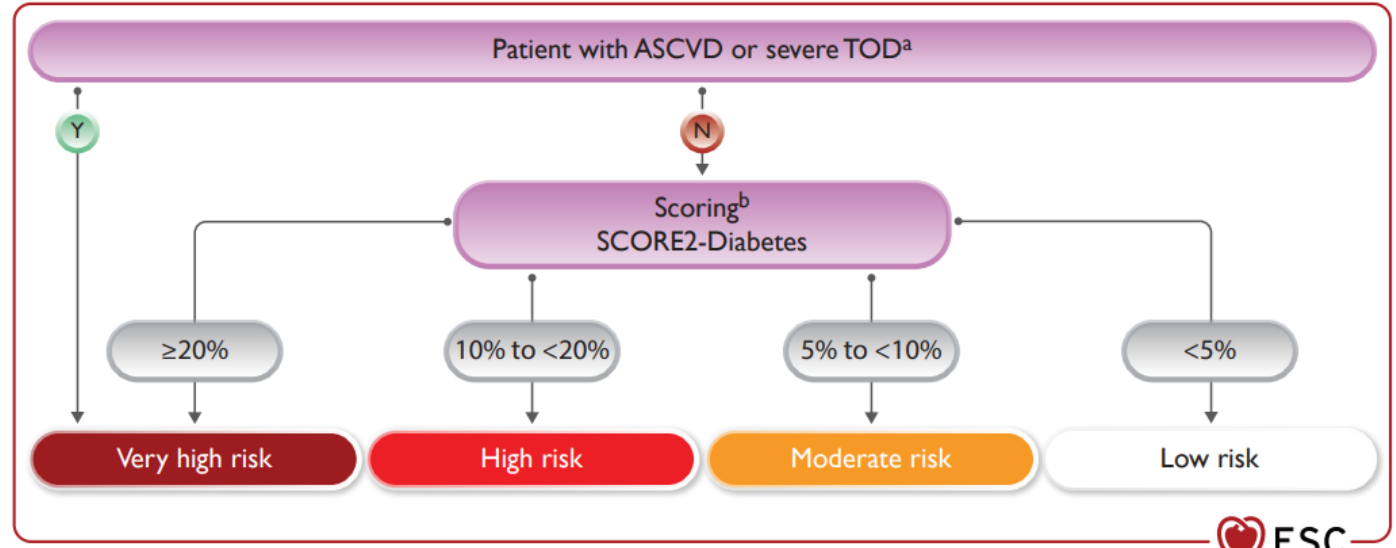 Patient with ASCVD or severe TODᵃ
Y
N
Scoringᵇ
SCORE2-Diabetes
≥20%
10% to <20%
5% to <10%
<5%
Very high risk
High risk
Moderate risk
Low risk
ESC